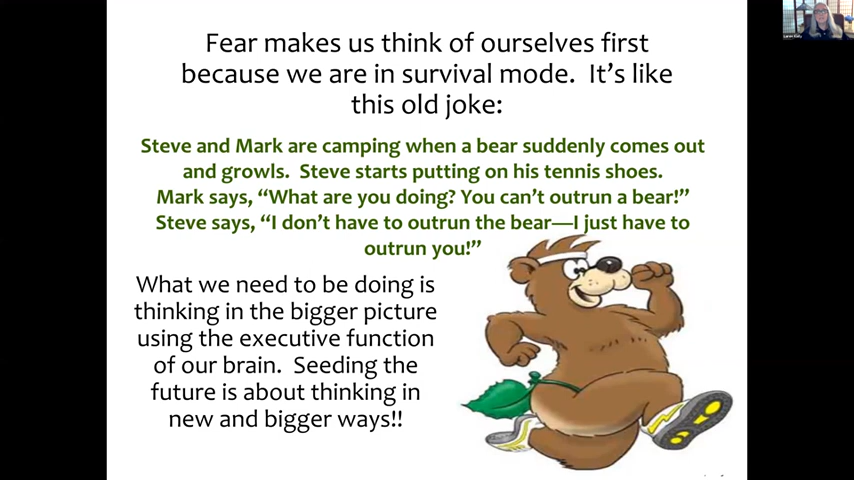 Fear makes us think of ourselves first
because we are in survival mode.  It’s like
this old joke:
Steve and Mark are camping when a bear suddenly comes out
and growls.  Steve starts putting on his tennis shoes.
Mark says, “What are you doing? You can’t outrun a bear!”
Steve says, “I don’t have to outrun the bear—I just have to
outrun you!”
What we need to be doing is
thinking in the bigger picture
using the executive function
of our brain.  Seeding the
future is about thinking in
new and bigger ways!!